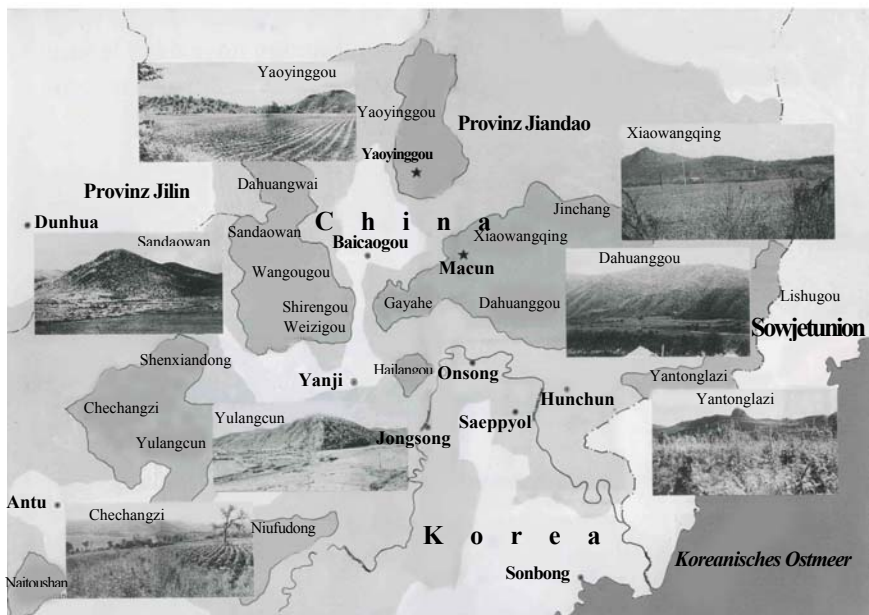 Yaoyinggou
Yaoyinggou
Provinz Jiandao
Xiaowangqing
Yaoyinggou
Provinz Jilin
Dahuangwai
Jinchang
China
Dunhua
Sandaowan
Sandaowan
Baicaogou
Xiaowangqing
Macun
Wangougou
Dahuanggou
Lishugou
Shirengou
Weizigou
Gayahe
Dahuanggou
Sowjetunion
Shenxiandong
Hailangou
Onsong
Yantonglazi
Yanji
Hunchun
Yantonglazi
Chechangzi
Yulangcun
Saeppyol
Jongsong
Yulangcun
Antu
Chechangzi
Niufudong
Korea
Koreanisches Ostmeer
Naitoushan
Sonbong